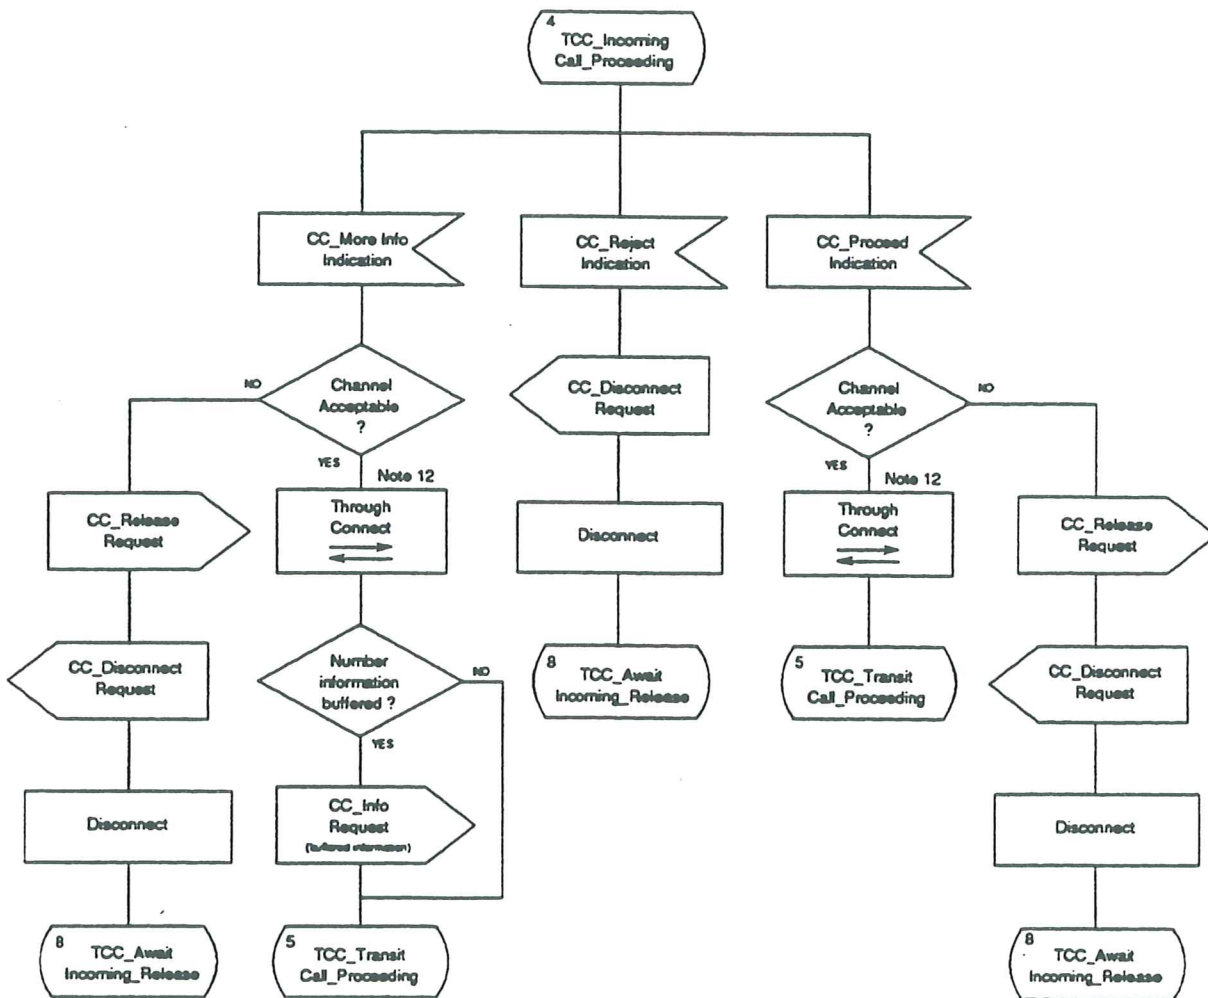 4
TCC_Incoming
Call_Proceeding
CC_More Info
Indication
CC_Reject
Indication
CC_Proceed
Indication
NO
Channel
Acceptable
?
YES
CC_Disconnect
Request
Channel
Acceptable
?
NO
YES
Note 12
Through
Connect
CC_Release
Request
Disconnect
Note 12
Through
Connect
CC_Release
Request
CC_Disconnect
Request
Number
information
buffered ?
NO
YES
8
TCC_Await
Incoming_Release
5
TCC_Transit
Call_Proceeding
CC_Disconnect
Request
Disconnect
CC_Info
Request
(buffered information)
Disconnect
8
TCC_Await
Incoming_Release
5
TCC_Transit
Call_Proceeding
8
TCC_Await
Incoming_Release